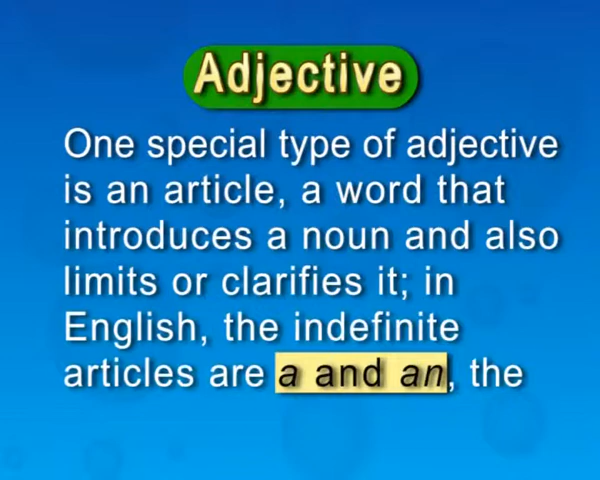 Adjective
One special type of adjective
is an article, a word that
introduces a noun and also
limits or clarifies it; in
English, the indefinite
articles are a and an, the